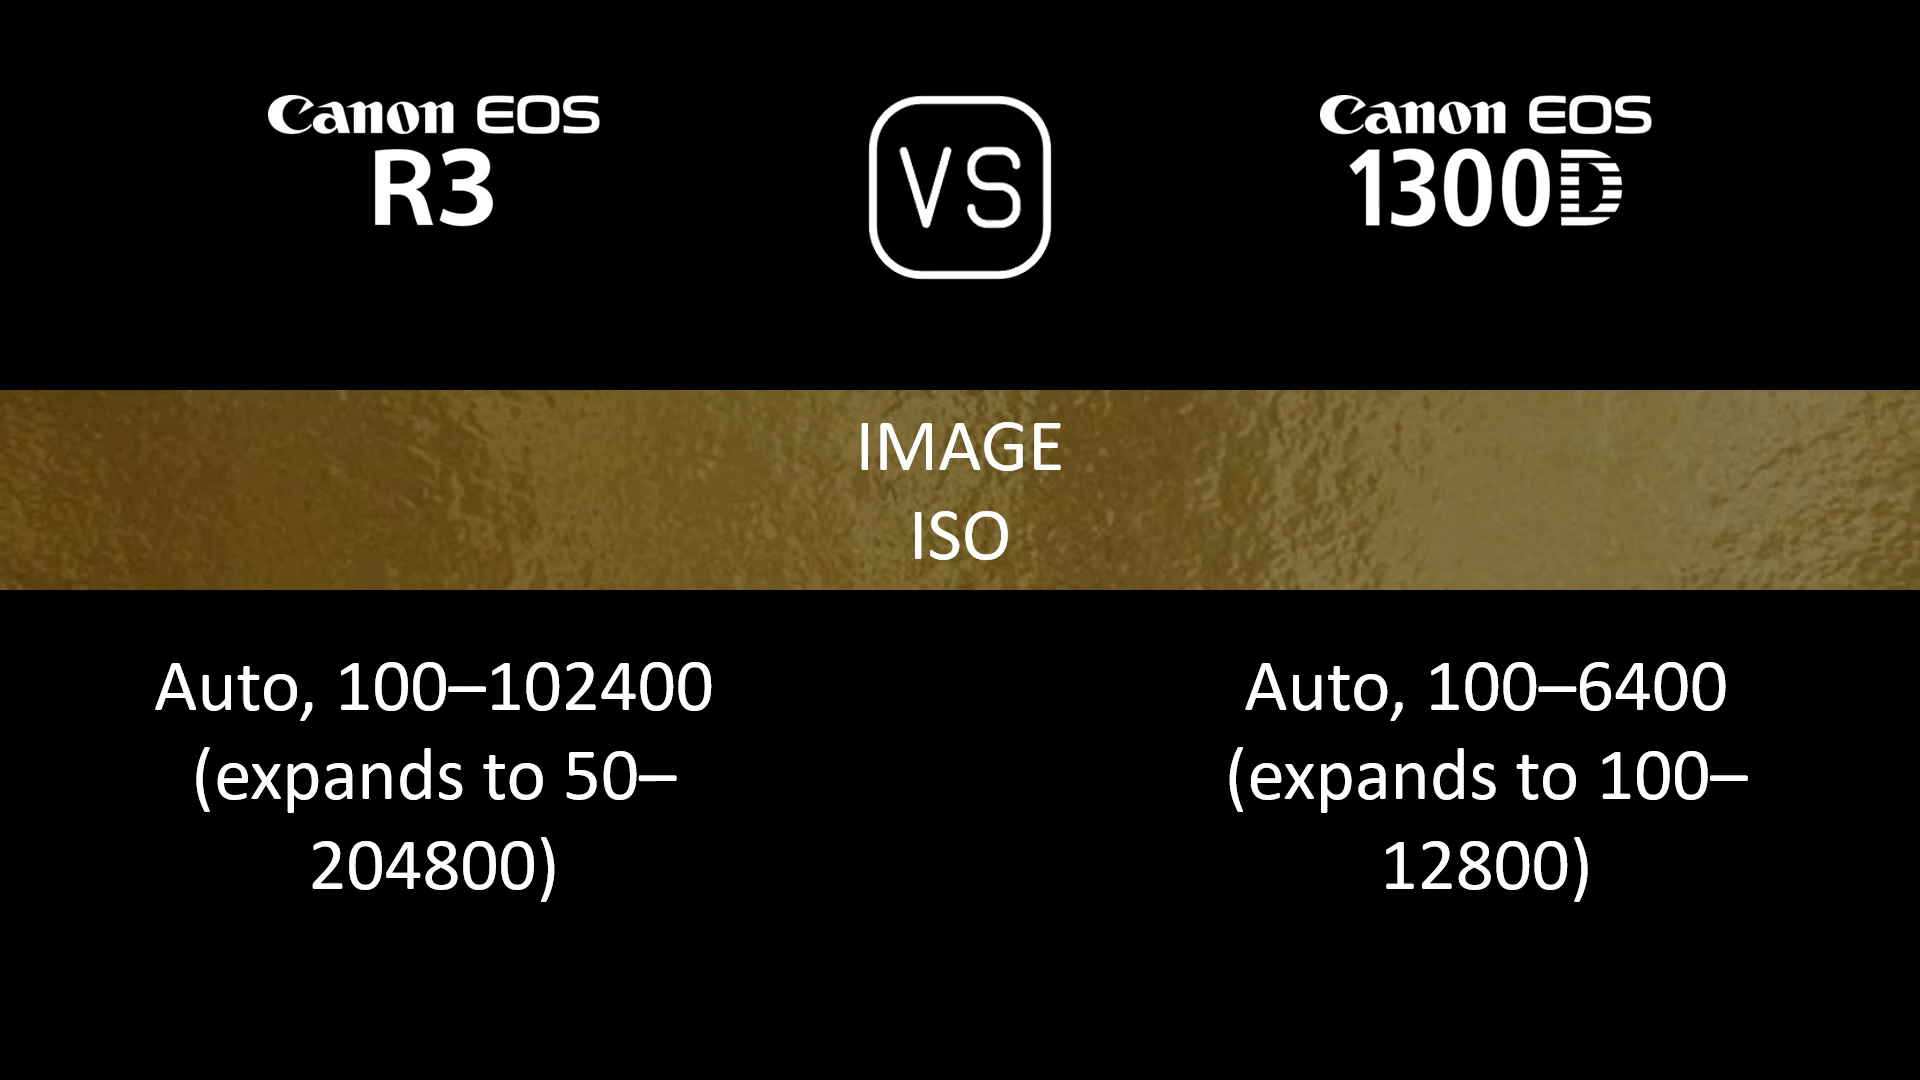 Canon EOS
R3
VS
Canon EOS
1300D
IMAGE
ISO
Auto, 100–102400
(expands to 50–
204800)
Auto, 100–6400
(expands to 100–
12800)